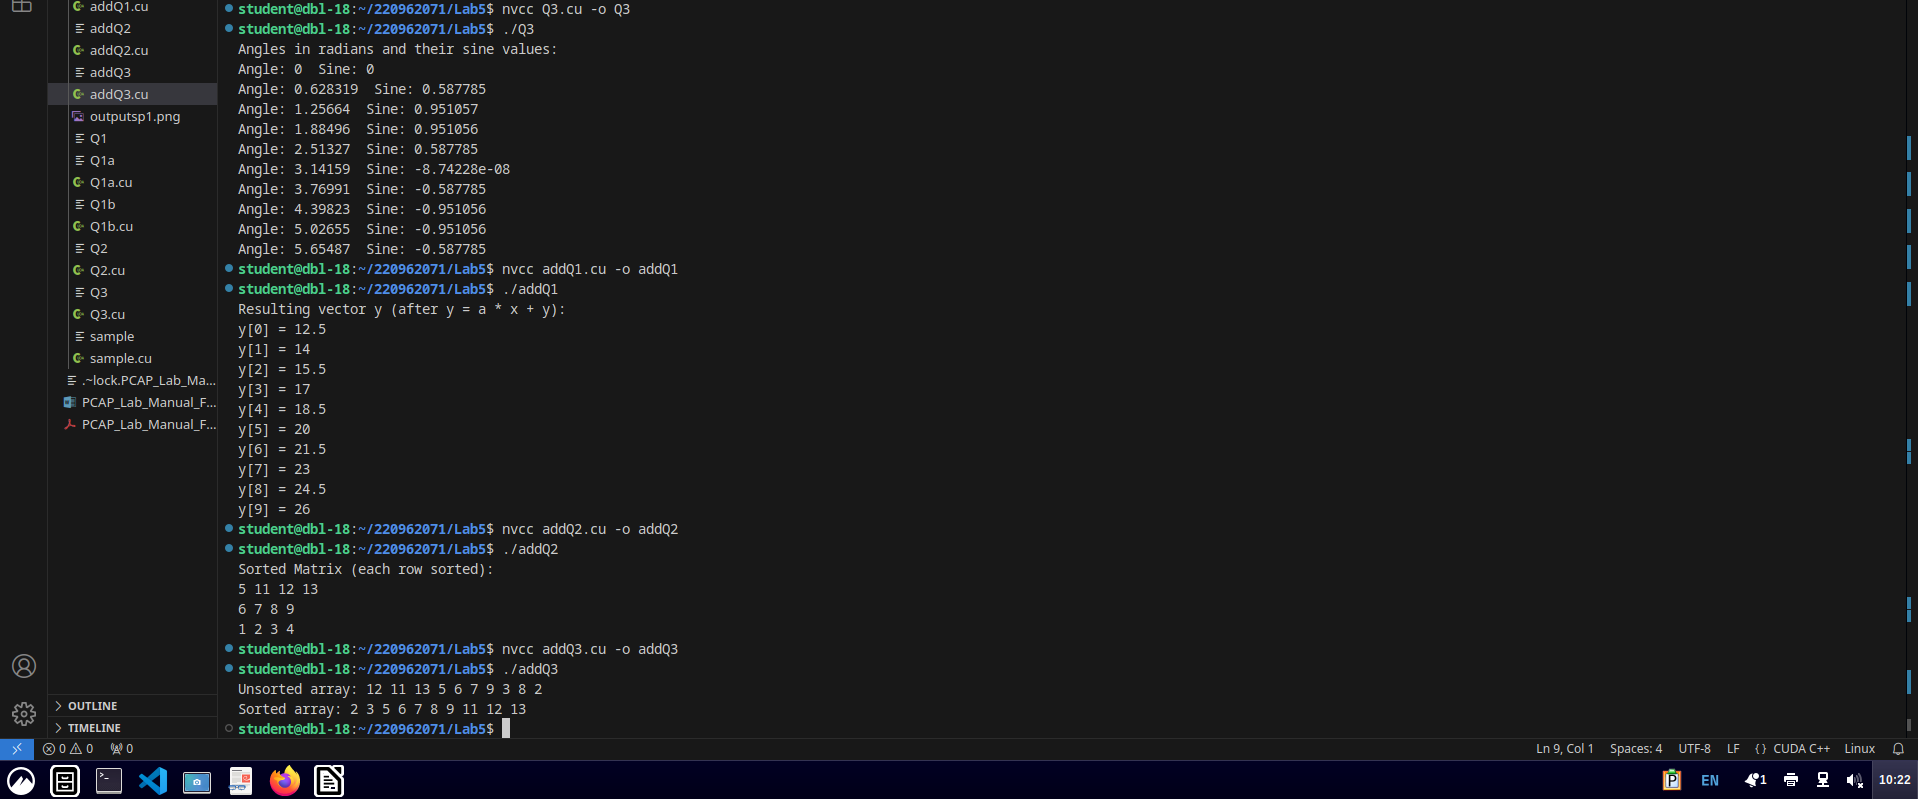 addQ1.cu
addQ2
addQ2.cu
addQ3
addQ3.cu
outputsp1.png
Q1
Q1a
Q1a.cu
Q1b
Q1b.cu
Q2
Q2.cu
Q3
Q3.cu
sample
sample.cu
.~lock.PCAP_Lab_Ma...
PCAP_Lab_Manual_F...
PCAP_Lab_Manual_F...
OUTLINE
TIMELINE
student@dbl-18:~/220962071/Lab5$ nvcc Q3.cu -o Q3
student@dbl-18:~/220962071/Lab5$ ./Q3
Angles in radians and their sine values:
Angle: 0  Sine: 0
Angle: 0.628319  Sine: 0.587785
Angle: 1.25664  Sine: 0.951057
Angle: 1.88496  Sine: 0.951056
Angle: 2.51327  Sine: 0.587785
Angle: 3.14159  Sine: -8.74228e-08
Angle: 3.76991  Sine: -0.587785
Angle: 4.39823  Sine: -0.951056
Angle: 5.02655  Sine: -0.951056
Angle: 5.65487  Sine: -0.587785
student@dbl-18:~/220962071/Lab5$ nvcc addQ1.cu -o addQ1
student@dbl-18:~/220962071/Lab5$ ./addQ1
Resulting vector y (after y = a * x + y):
y[0] = 12.5
y[1] = 14
y[2] = 15.5
y[3] = 17
y[4] = 18.5
y[5] = 20
y[6] = 21.5
y[7] = 23
y[8] = 24.5
y[9] = 26
student@dbl-18:~/220962071/Lab5$ nvcc addQ2.cu -o addQ2
student@dbl-18:~/220962071/Lab5$ ./addQ2
Sorted Matrix (each row sorted):
5 11 12 13
6 7 8 9
1 2 3 4
student@dbl-18:~/220962071/Lab5$ nvcc addQ3.cu -o addQ3
student@dbl-18:~/220962071/Lab5$ ./addQ3
Unsorted array: 12 11 13 5 6 7 9 3 8 2
Sorted array: 2 3 5 6 7 8 9 11 12 13
student@dbl-18:~/220962071/Lab5$
0 0 0 Ln 9, Col 1 Spaces: 4 UTF-8 LF {} CUDA C++ Linux
P EN 1 10:22